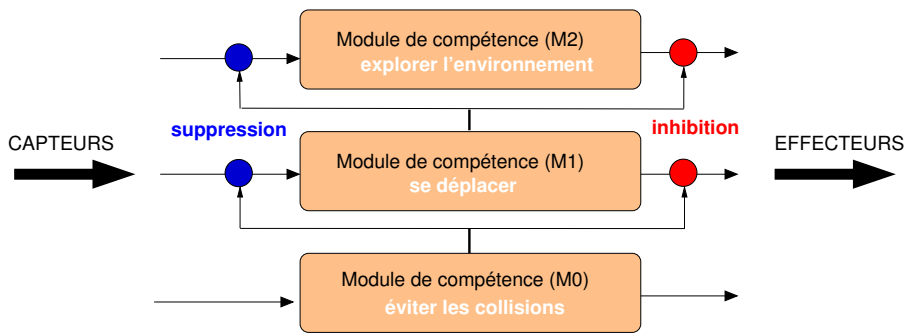 Module de compétence (M2)
explorer l'environnement
suppression
inhibition
CAPTEURS
EFFECTEURS
Module de compétence (M1)
se déplacer
Module de compétence (M0)
éviter les collisions